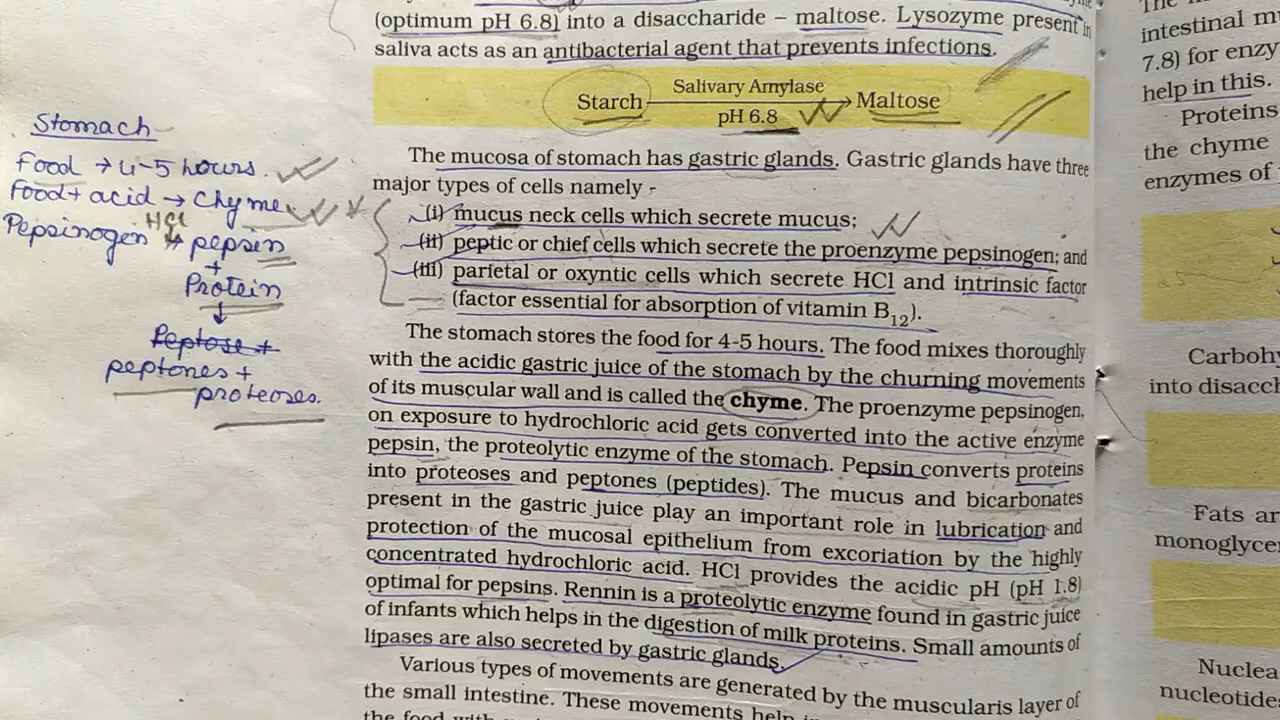 (optimum pH 6.8) into a disaccharide – maltose. Lysozyme present in
saliva acts as an antibacterial agent that prevents infections.
Starch Salivary Amylase pH 6.8 Maltose
The mucosa of stomach has gastric glands. Gastric glands have three
major types of cells namely -
(i) mucus neck cells which secrete mucus;
(ii) peptic or chief cells which secrete the proenzyme pepsinogen; and
(iii) parietal or oxyntic cells which secrete HCl and intrinsic factor
(factor essential for absorption of vitamin B12).
The stomach stores the food for 4-5 hours. The food mixes thoroughly
with the acidic gastric juice of the stomach by the churning movements
of its muscular wall and is called the chyme. The proenzyme pepsinogen,
on exposure to hydrochloric acid gets converted into the active enzyme
pepsin, the proteolytic enzyme of the stomach. Pepsin converts proteins
into proteoses and peptones (peptides). The mucus and bicarbonates
present in the gastric juice play an important role in lubrication and
protection of the mucosal epithelium from excoriation by the highly
concentrated hydrochloric acid. HCl provides the acidic pH (pH 1.8)
optimal for pepsins. Rennin is a proteolytic enzyme found in gastric juice
of infants which helps in the digestion of milk proteins. Small amounts of
lipases are also secreted by gastric glands.
Various types of movements are generated by the muscularis layer of
the small intestine. These movements help
the food
Stomach
Food → 4-5 hours.
Food + acid → Chyme
Pepsinogen HCl → pepsin
+
Protein
↓
Peptose +
peptones +
proteoses.
intestinal
7.8) for
help in this.
Proteins
the chyme
enzymes of
into
Fats